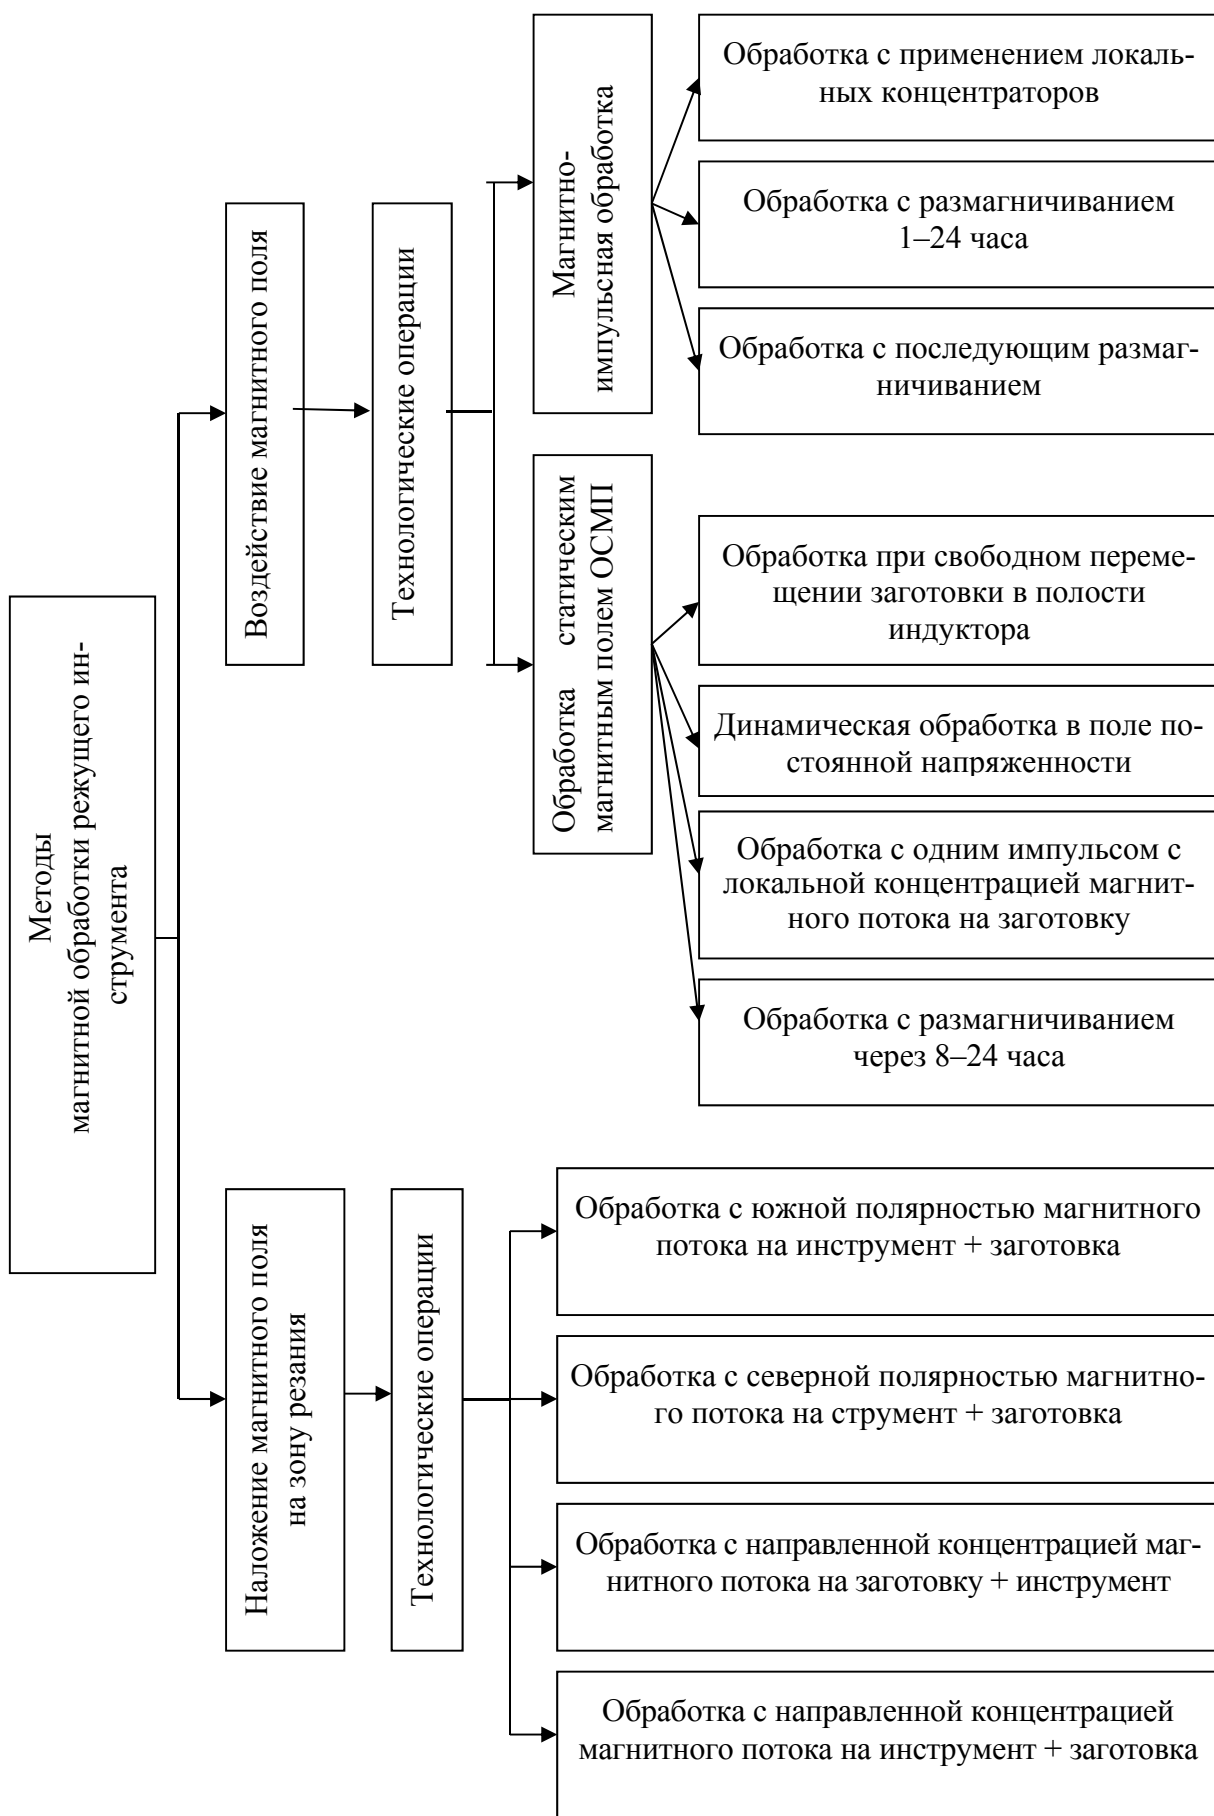 Методы
магнитной обработки режущего ин-
струмента
Воздействие магнитного поля
Технологические операции
Магнитно-
импульсная обработка
Обработка с применением локаль-
ных концентраторов
Обработка с размагничиванием
1–24 часа
Обработка с последующим размаг-
ничиванием
Обработка статическим
магнитным полем ОСМП
Обработка при свободном переме-
щении заготовки в полости
индуктора
Динамическая обработка в поле по-
стоянной напряженности
Обработка с одним импульсом с
локальной концентрацией магнит-
ного потока на заготовку
Обработка с размагничиванием
через 8–24 часа
Наложение магнитного поля
на зону резания
Технологические операции
Обработка с южной полярностью магнитного
потока на инструмент + заготовка
Обработка с северной полярностью магнитно-
го потока на струмент + заготовка
Обработка с направленной концентрацией маг-
нитного потока на заготовку + инструмент
Обработка с направленной концентрацией
магнитного потока на инструмент + заготовка